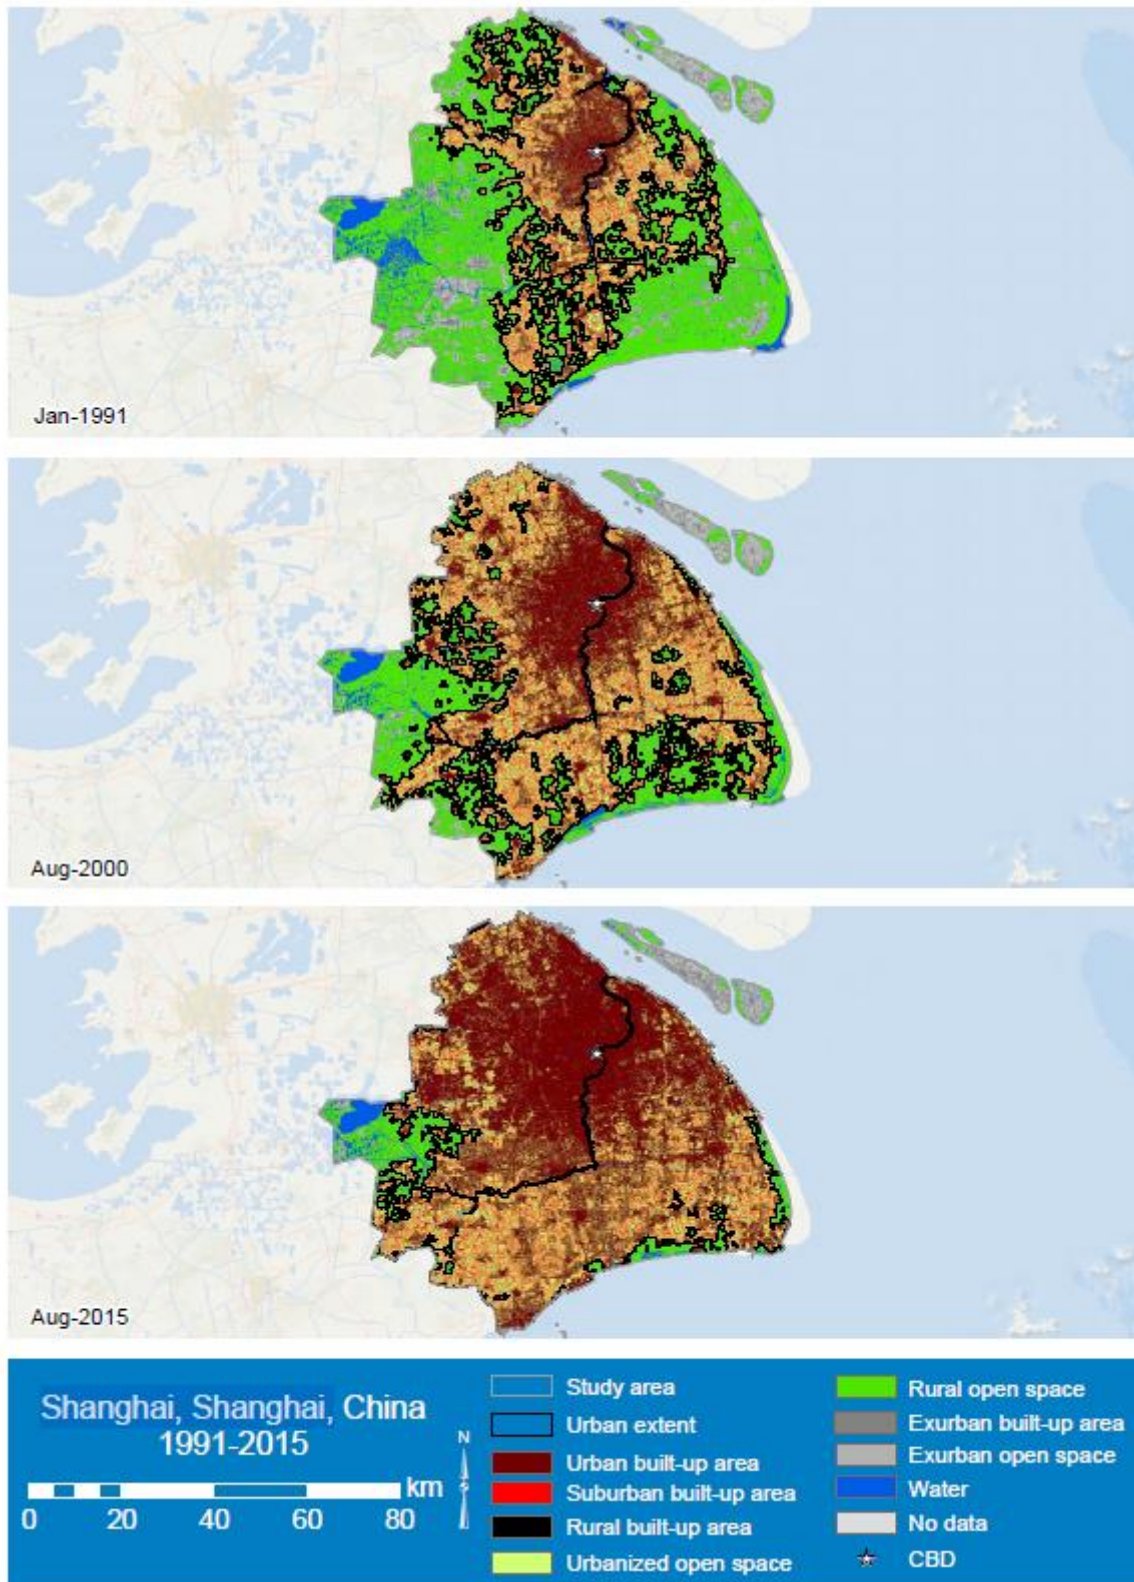 Jan-1991
Aug-2000
Aug-2015
Shanghai, Shanghai, China
1991-2015
N
km
0 20 40 60 80
Study area
Urban extent
Urban built-up area
Suburban built-up area
Rural built-up area
Urbanized open space
Rural open space
Exurban built-up area
Exurban open space
Water
No data
CBD